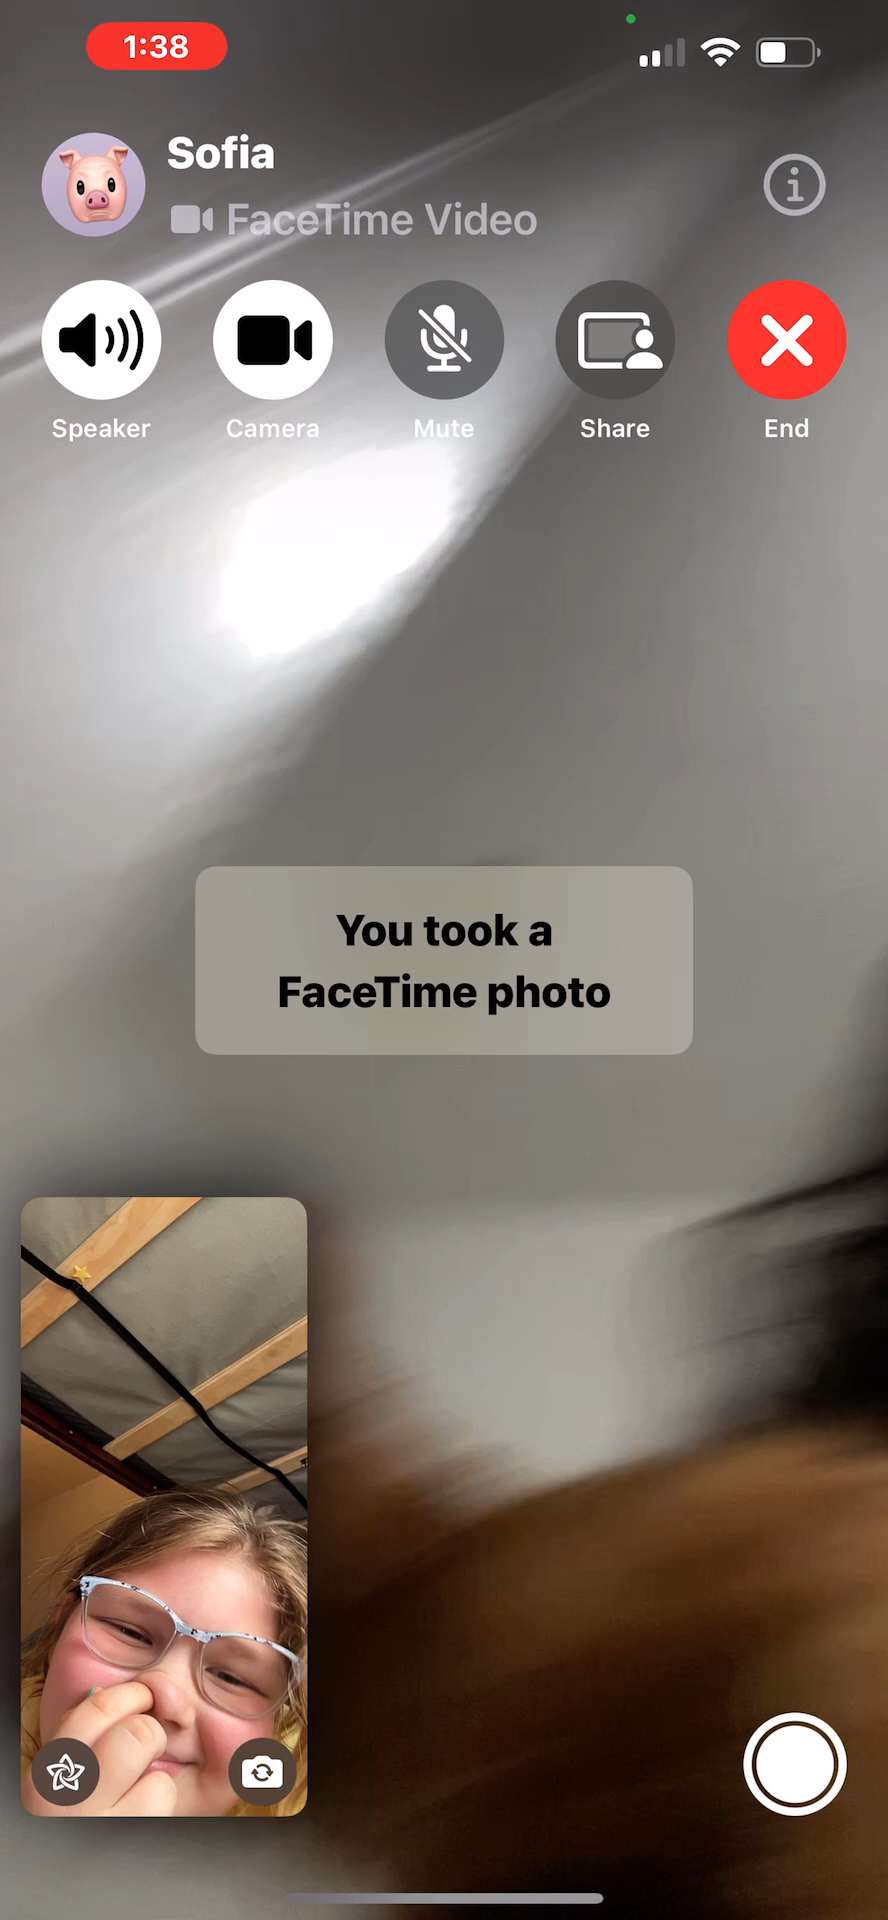 1:38
Sofia
FaceTime Video
Speaker
Camera
Mute
Share
End
You took a
FaceTime photo